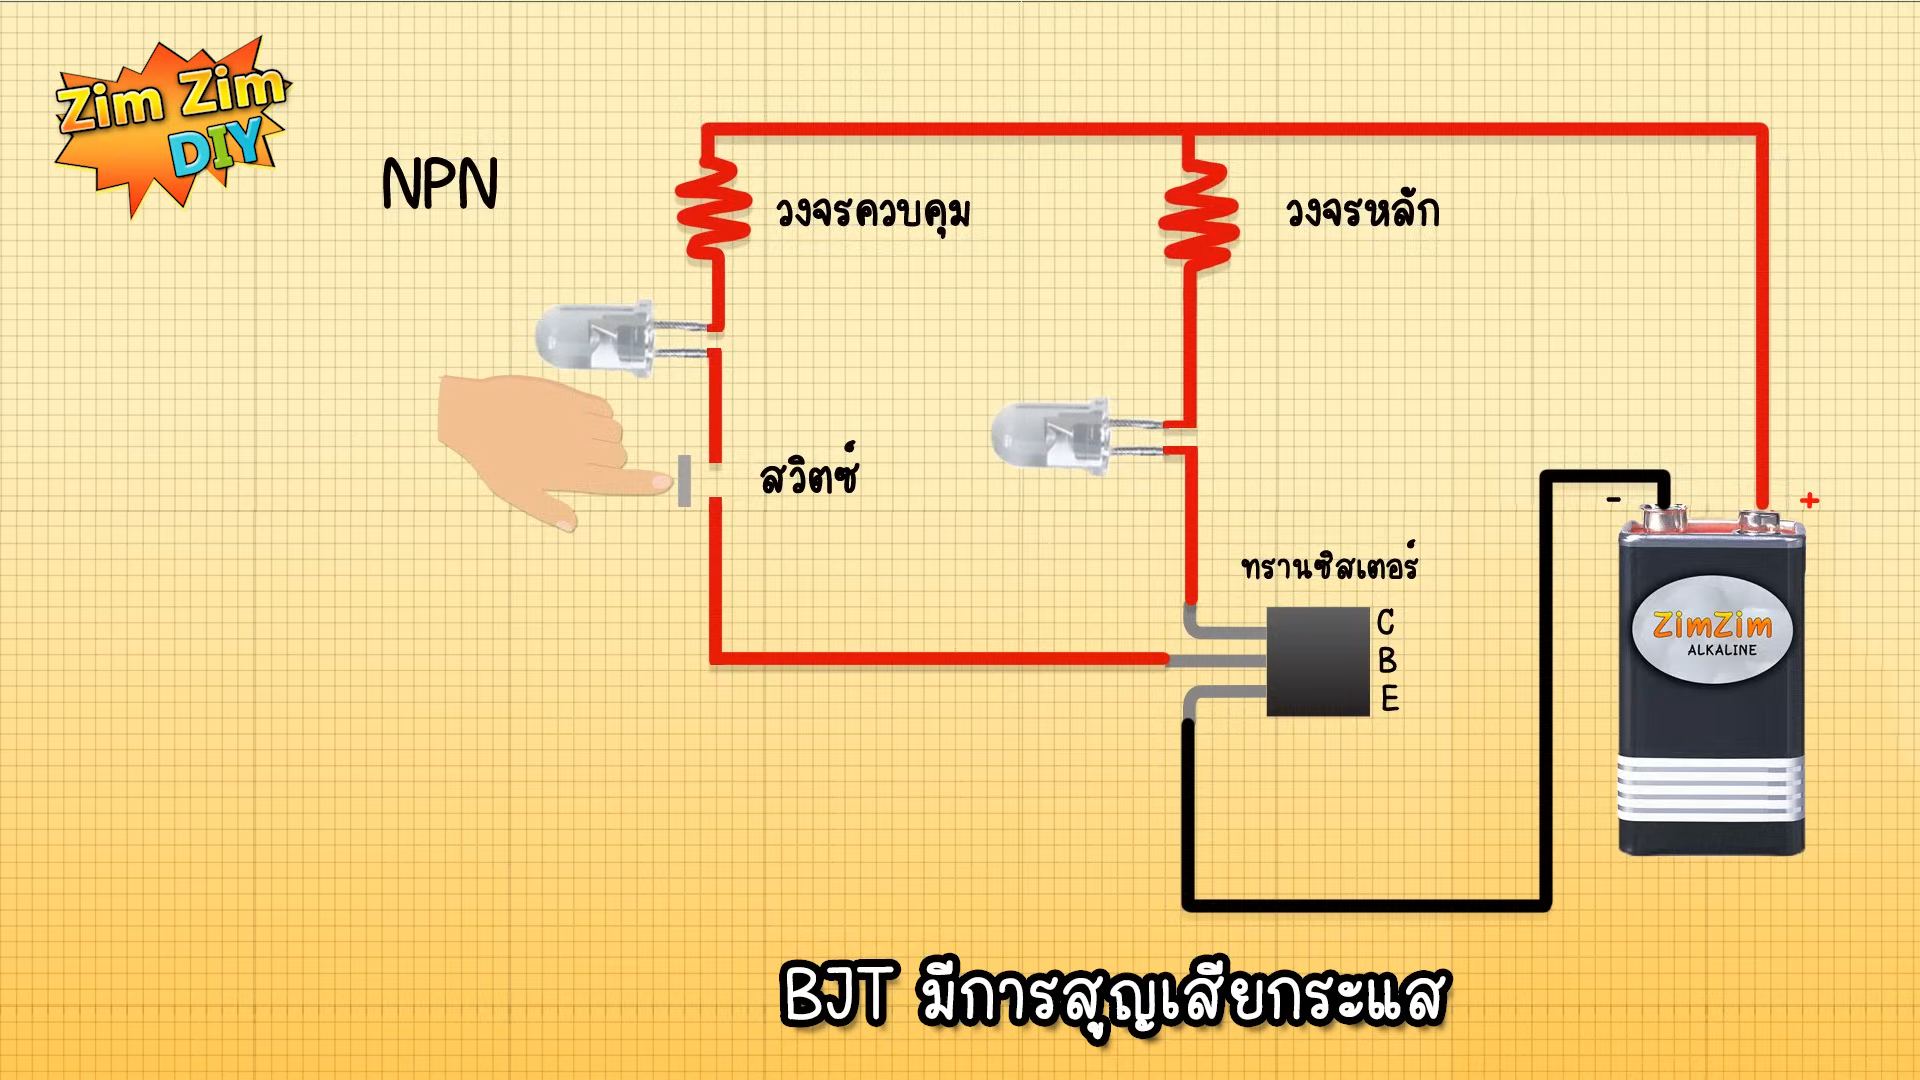 Zim Zim
DIY
NPN
วงจรควบคุม
วงจรหลัก
สวิตซ์
- +
ทรานซิสเตอร์
C
B
E
ZimZim
ALKALINE
BJT มีการสูญเสียกระแส